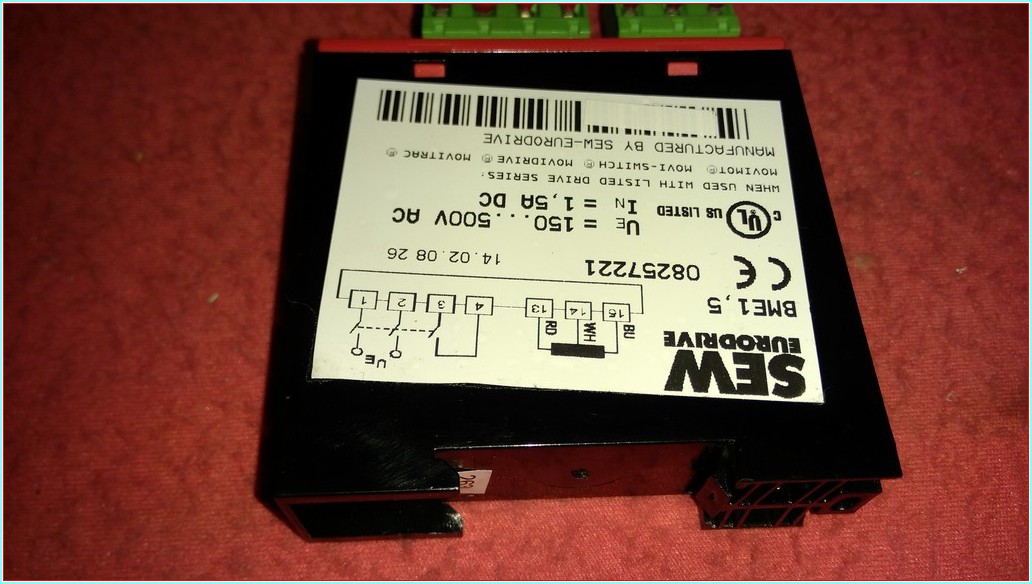 SEW
EURODRIVE
BME1,5
08257221
14.02.08 26
UE = 150...500V AC
IN = 1,5A DC
C UL US LISTED
WHEN USED WITH LISTED DRIVE SERIES:
MOVIMOT® MOVI-SWITCH® MOVIDRIVE® MOVITRAC®
MANUFACTURED BY SEW-EURODRIVE
BU WH RD
15 14 13 4 3 2 1
UE
CE